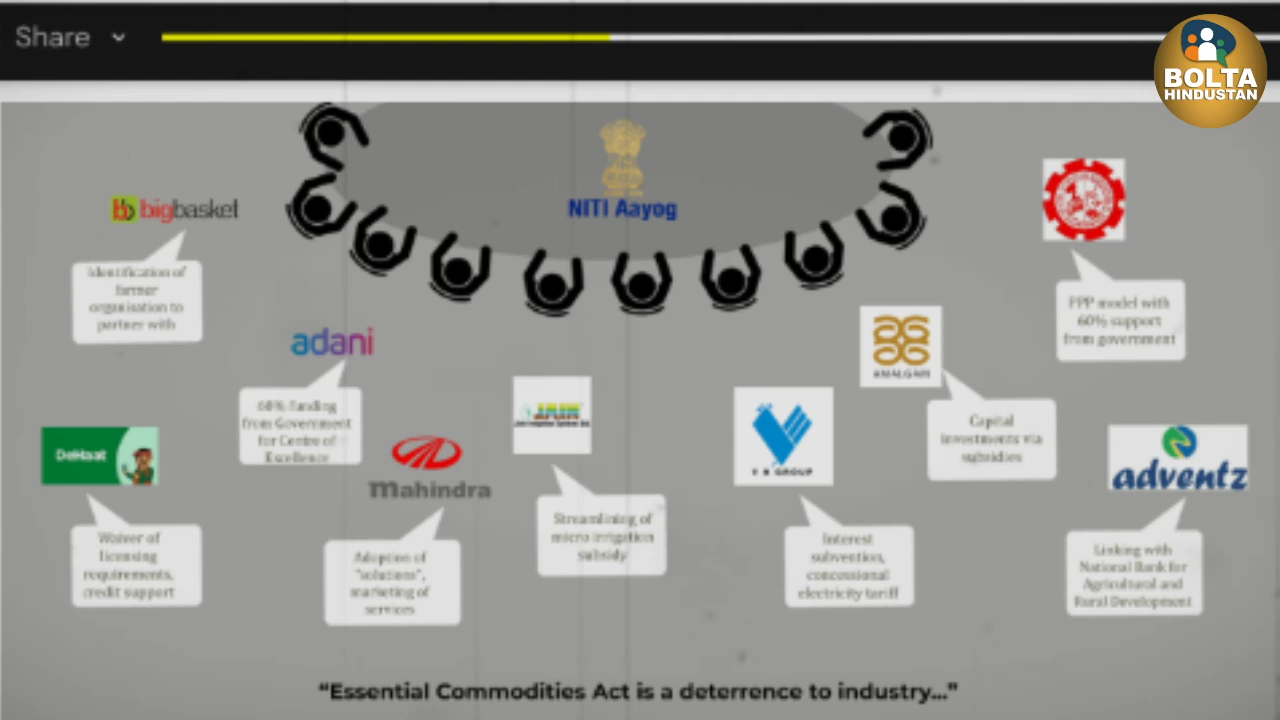 Share
BOLTA
HINDUSTAN
NITI Aayog
bigbasket
Identification of
farmer
organisation to
partner with
adani
60% funding
from Government
for Centre of
Excellence
PPP model with
60% support
from government
AMALGAM
Capital
investments via
subsidies
DeHaat
Waiver of
licensing
requirements,
credit support
mahindra
Adoption of
"solutions",
marketing of
services
JAIN
Streamlining of
micro irrigation
subsidy
V N GROUP
Interest
subvention,
concessional
electricity tariff
adventz
Linking with
National Bank for
Agricultural and
Rural Development
“Essential Commodities Act is a deterrence to industry...”